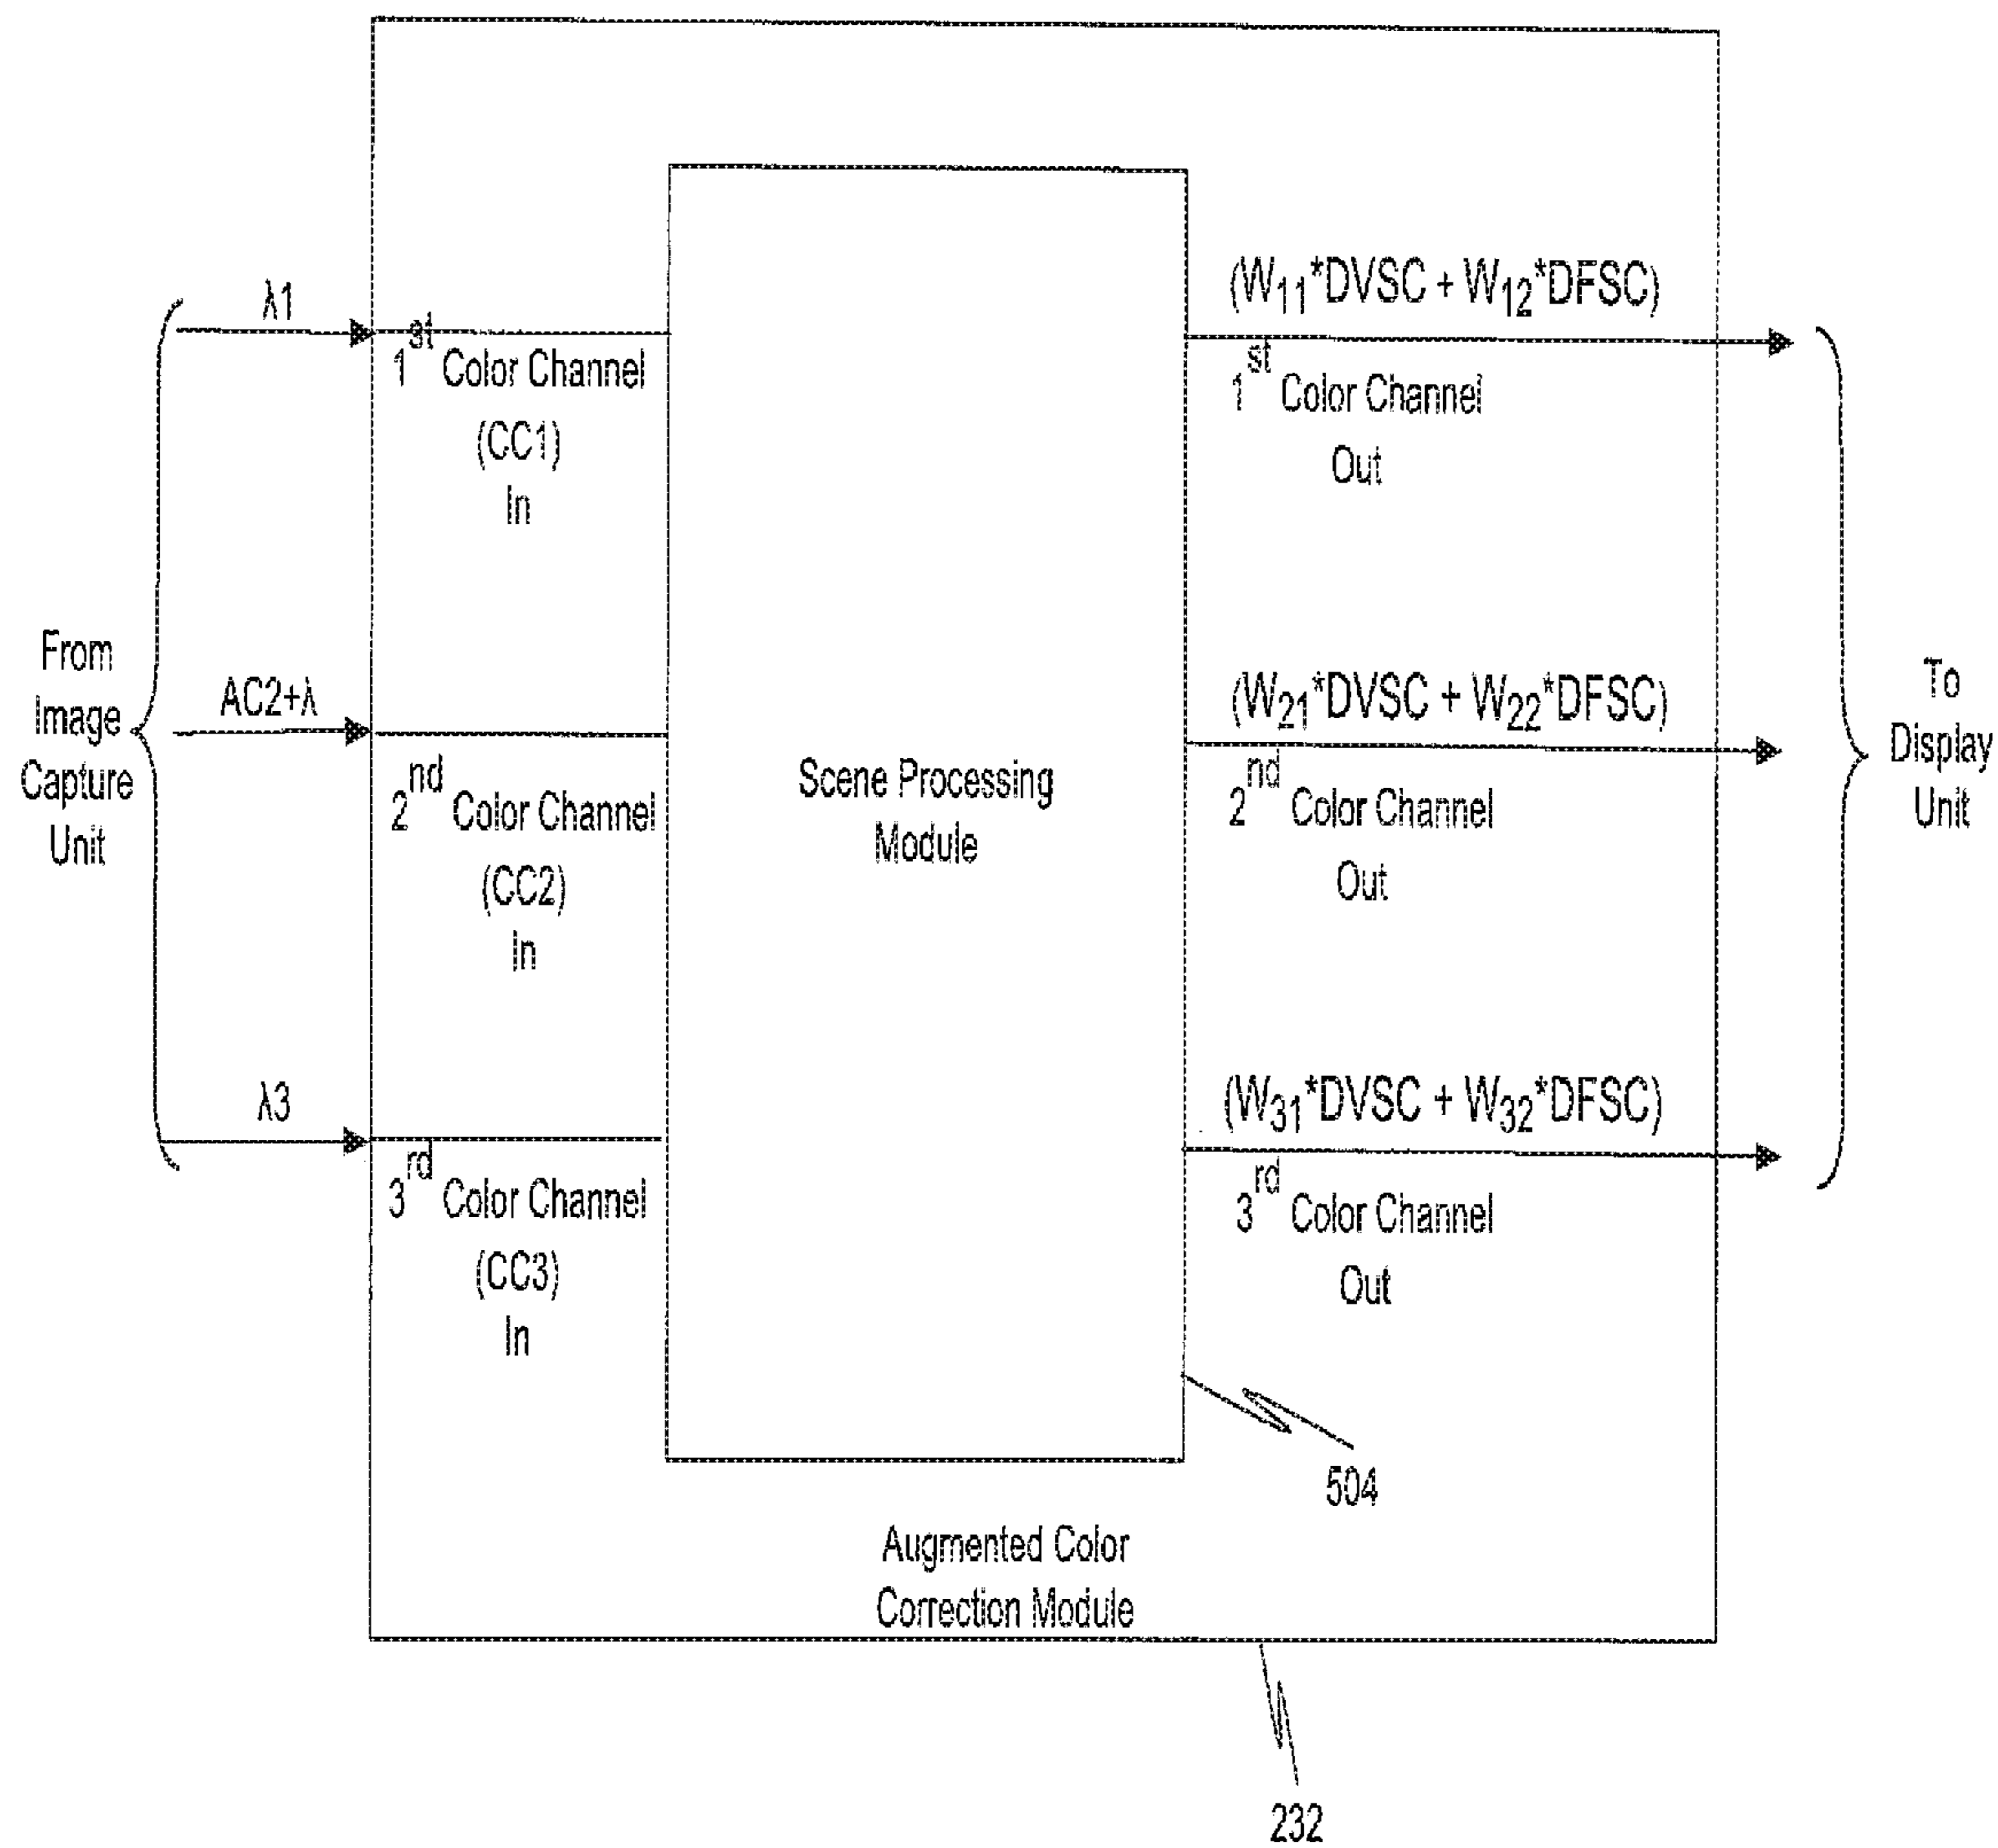 From
Image
Capture
Unit
λ1
AC2+λ
λ3
1st Color Channel
(CC1)
In
2nd Color Channel
(CC2)
In
3rd Color Channel
(CC3)
In
Scene Processing
Module
(W11*DVSC + W12*DFSC)
1st Color Channel
Out
(W21*DVSC + W22*DFSC)
2nd Color Channel
Out
(W31*DVSC + W32*DFSC)
3rd Color Channel
Out
To
Display
Unit
504
Augmented Color
Correction Module
232